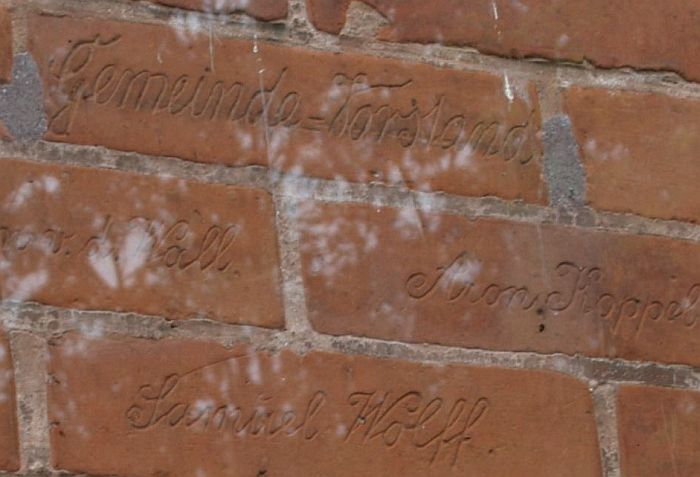 Gemeinde=Vorstand
v. d. Wall.
Aron Koppel
Samuel Wolff